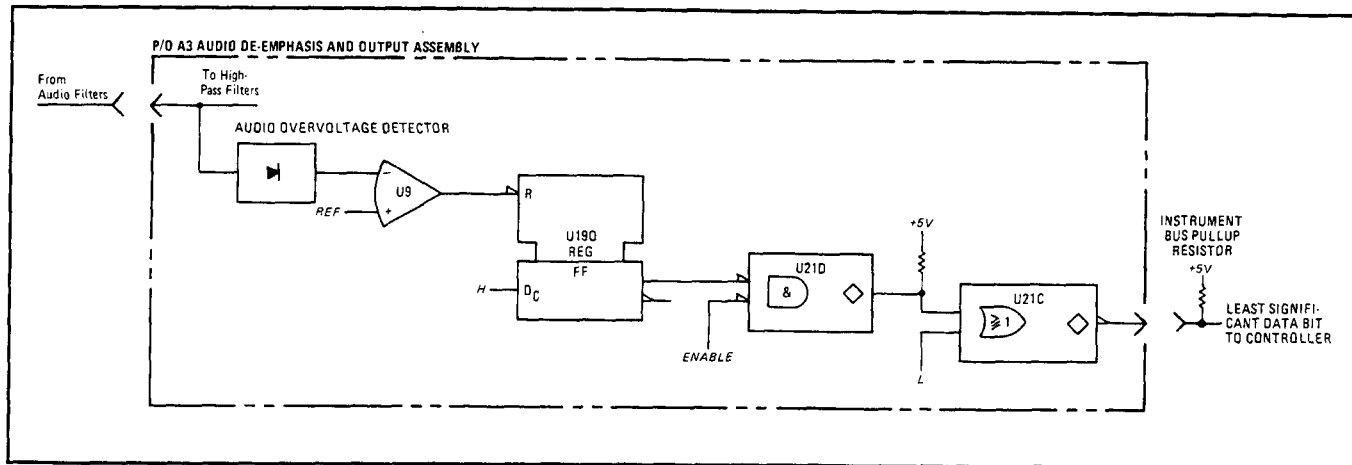 P/O A3 AUDIO DE-EMPHASIS AND OUTPUT ASSEMBLY
From
Audio Filters
To High-
Pass Filters
AUDIO OVERVOLTAGE DETECTOR
−
U9
REF
+
R
U19D
REG
FF
H
D
C
ENABLE
U21D
&
+5V
U21C
≥1
L
INSTRUMENT
BUS PULLUP
RESISTOR
+5V
LEAST SIGNIFI-
CANT DATA BIT
TO CONTROLLER